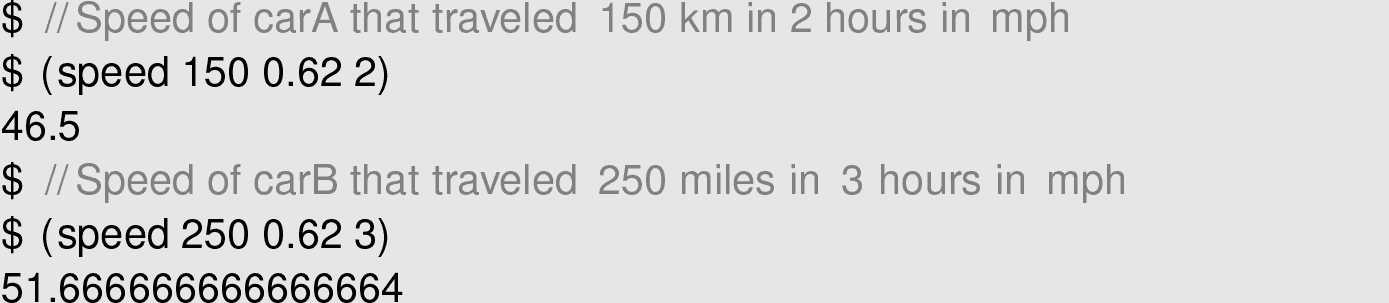 $ //Speed of carA that traveled 150 km in 2 hours in mph
$ (speed 150 0.62 2)
46.5
$ //Speed of carB that traveled 250 miles in 3 hours in mph
$ (speed 250 0.62 3)
51.666666666666664